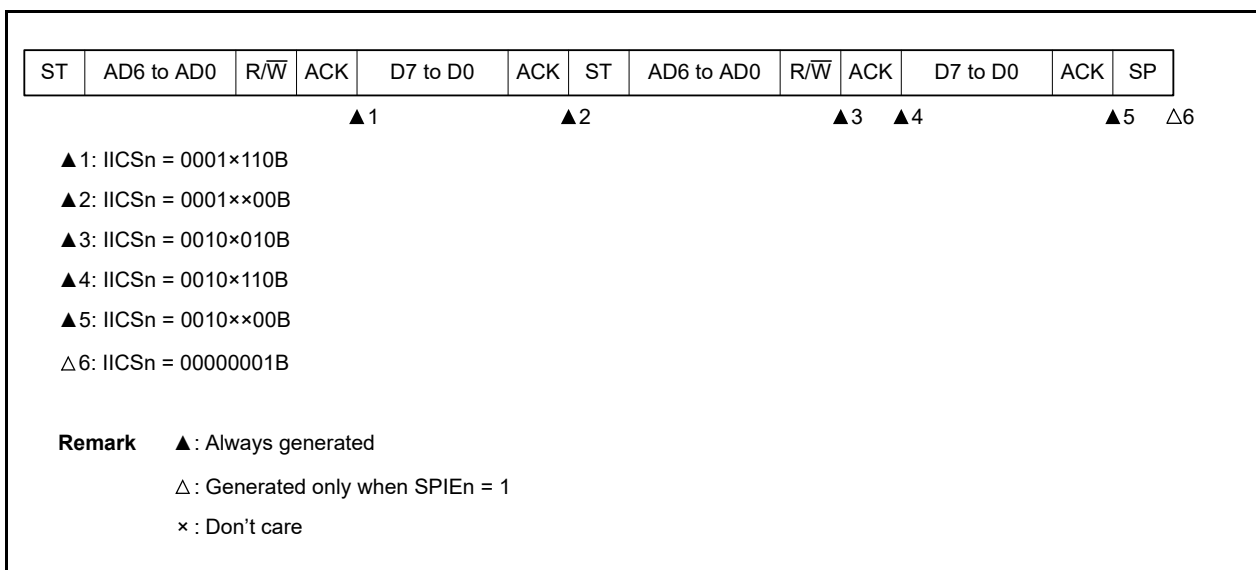 ST AD6 to AD0 R/W̅ ACK D7 to D0 ACK ST AD6 to AD0 R/W̅ ACK D7 to D0 ACK SP
▲1 ▲2 ▲3 ▲4 ▲5 △6
▲1: IICSn = 0001×110B
▲2: IICSn = 0001××00B
▲3: IICSn = 0010×010B
▲4: IICSn = 0010×110B
▲5: IICSn = 0010××00B
△6: IICSn = 00000001B
Remark ▲: Always generated
△: Generated only when SPIEn = 1
×: Don't care